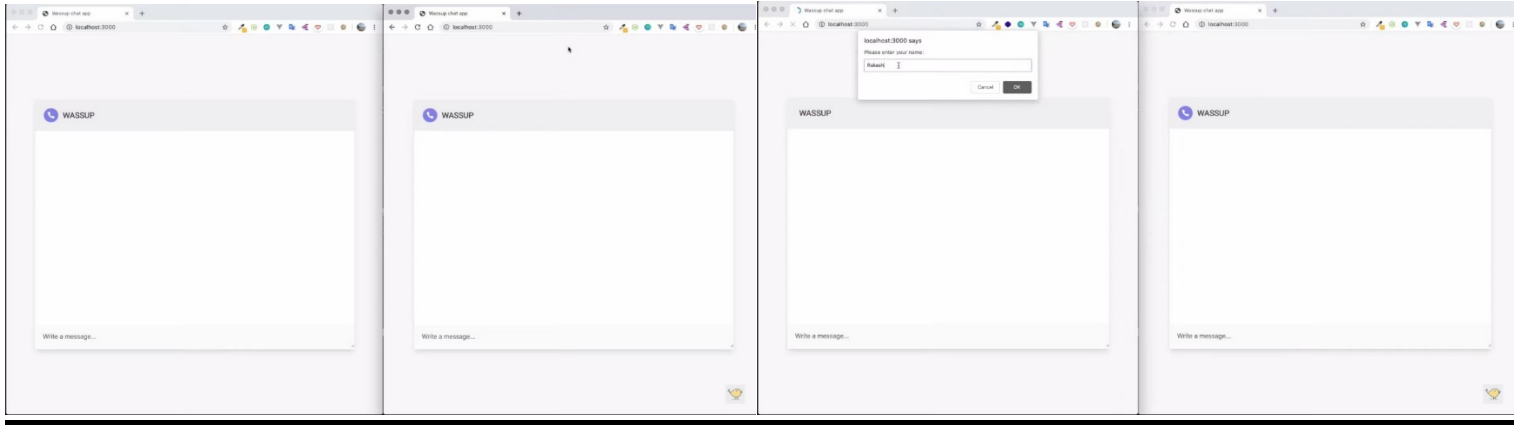 Wassup chat app
localhost:3000
WASSUP
Write a message...
Wassup chat app
localhost:3000
WASSUP
Write a message...
Wassup chat app
localhost:3000
localhost:3000 says
Please enter your name:
Rakesh
Cancel
OK
WASSUP
Write a message...
Wassup chat app
localhost:3000
WASSUP
Write a message...